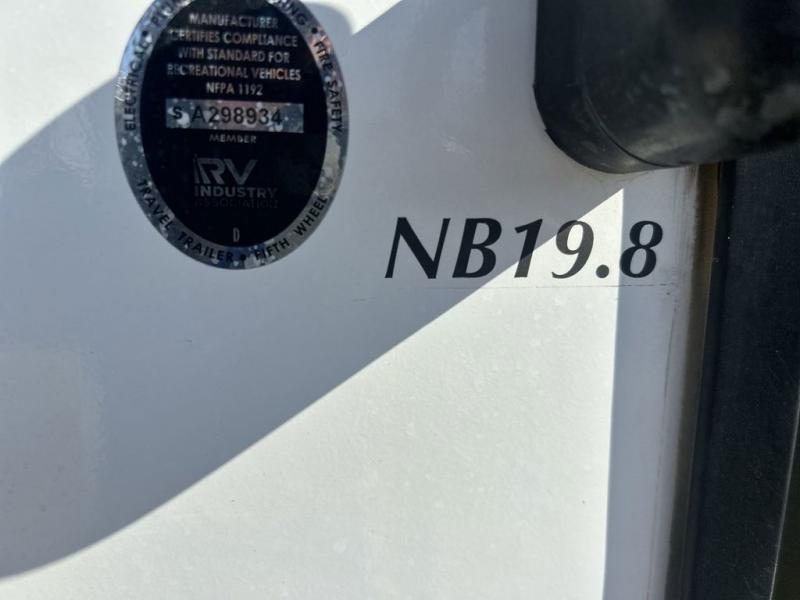 MANUFACTURER
CERTIFIES COMPLIANCE
WITH STANDARD FOR
RECREATIONAL VEHICLES
NFPA 1192
S A298934
MEMBER
RV
INDUSTRY
ASSOCIATION
D
ELECTRICAL •
• FIRE SAFETY
TRAVEL TRAILER • FIFTH WHEEL
NB19.8